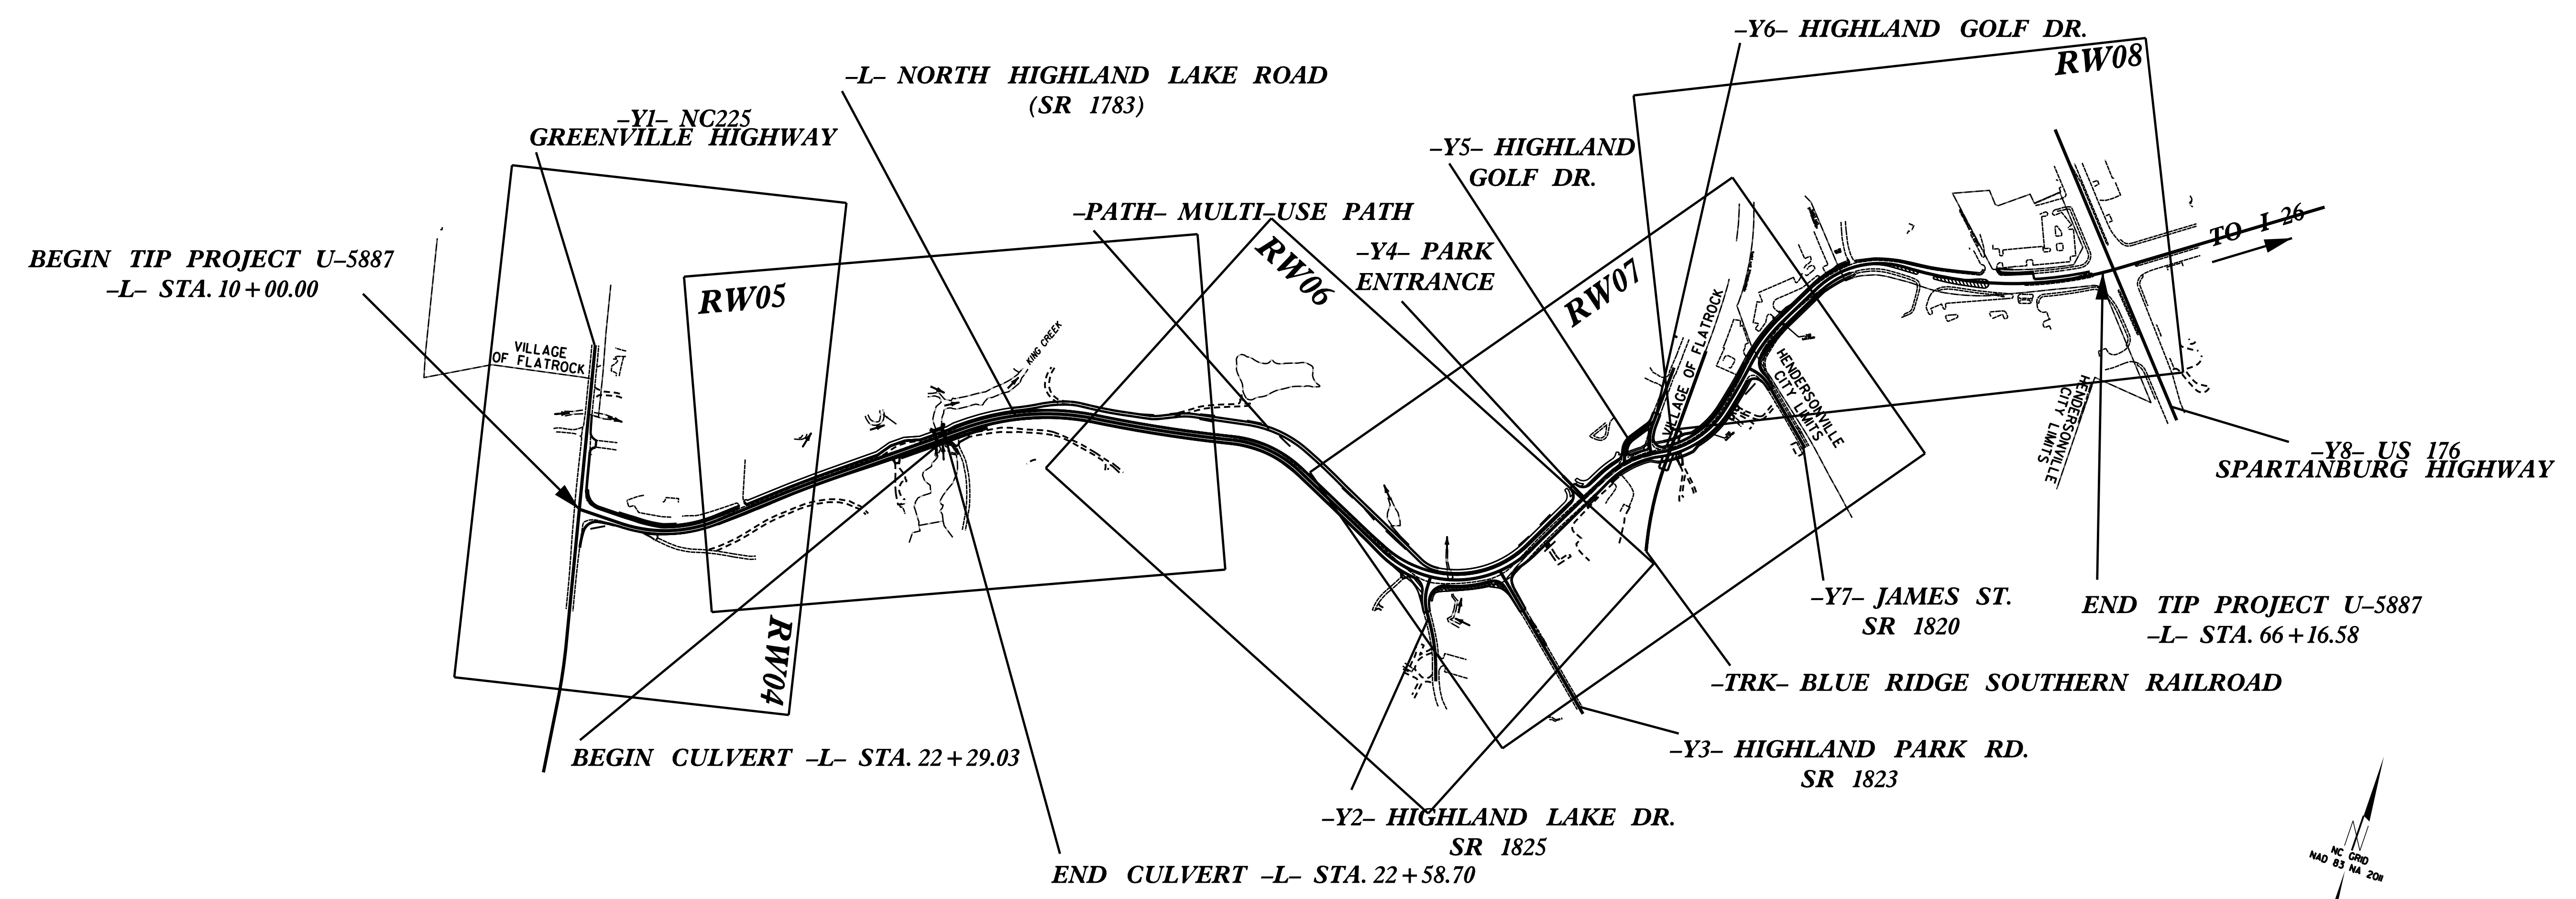 –Y6– HIGHLAND GOLF DR.
RW08
–L– NORTH HIGHLAND LAKE ROAD
(SR 1783)
–Y1– NC225
GREENVILLE HIGHWAY
–Y5– HIGHLAND
GOLF DR.
–PATH– MULTI–USE PATH
TO I 26
–Y4– PARK
ENTRANCE
BEGIN TIP PROJECT U–5887
–L– STA. 10+00.00
RW05
RW06
RW07
KING CREEK
VILLAGE
OF FLATROCK
VILLAGE OF FLATROCK
HENDERSONVILLE
CITY LIMITS
HENDERSONVILLE
CITY LIMITS
–Y8– US 176
SPARTANBURG HIGHWAY
–Y7– JAMES ST.
SR 1820
END TIP PROJECT U–5887
–L– STA. 66+16.58
RW04
–TRK– BLUE RIDGE SOUTHERN RAILROAD
BEGIN CULVERT –L– STA. 22+29.03
–Y3– HIGHLAND PARK RD.
SR 1823
–Y2– HIGHLAND LAKE DR.
SR 1825
END CULVERT –L– STA. 22+58.70
NC GRID
NAD 83 NA 2011